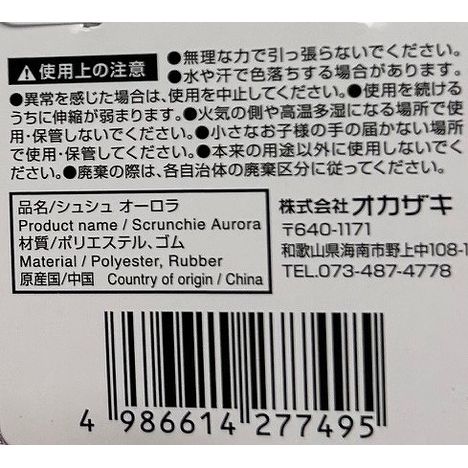 ⚠使用上の注意
●無理な力で引っ張らないでください。
●水や汗で色落ちする場合があります。
●異常を感じた場合は、使用を中止してください。●使用を続ける
うちに伸縮が弱まります。●火気の側や高温多湿になる場所で使
用・保管しないでください。●小さなお子様の手の届かない場所
で使用・保管してください。●本来の用途以外に使用しないでくだ
さい。●廃棄の際は、各自治体の廃棄区分に従ってください。
品名/シュシュ オーロラ
Product name / Scrunchie Aurora
材質/ポリエステル、ゴム
Material / Polyester, Rubber
原産国/中国 Country of origin / China
株式会社オカザキ
〒640-1171
和歌山県海南市野上中108-1
TEL.073-487-4778
4 986614 277495